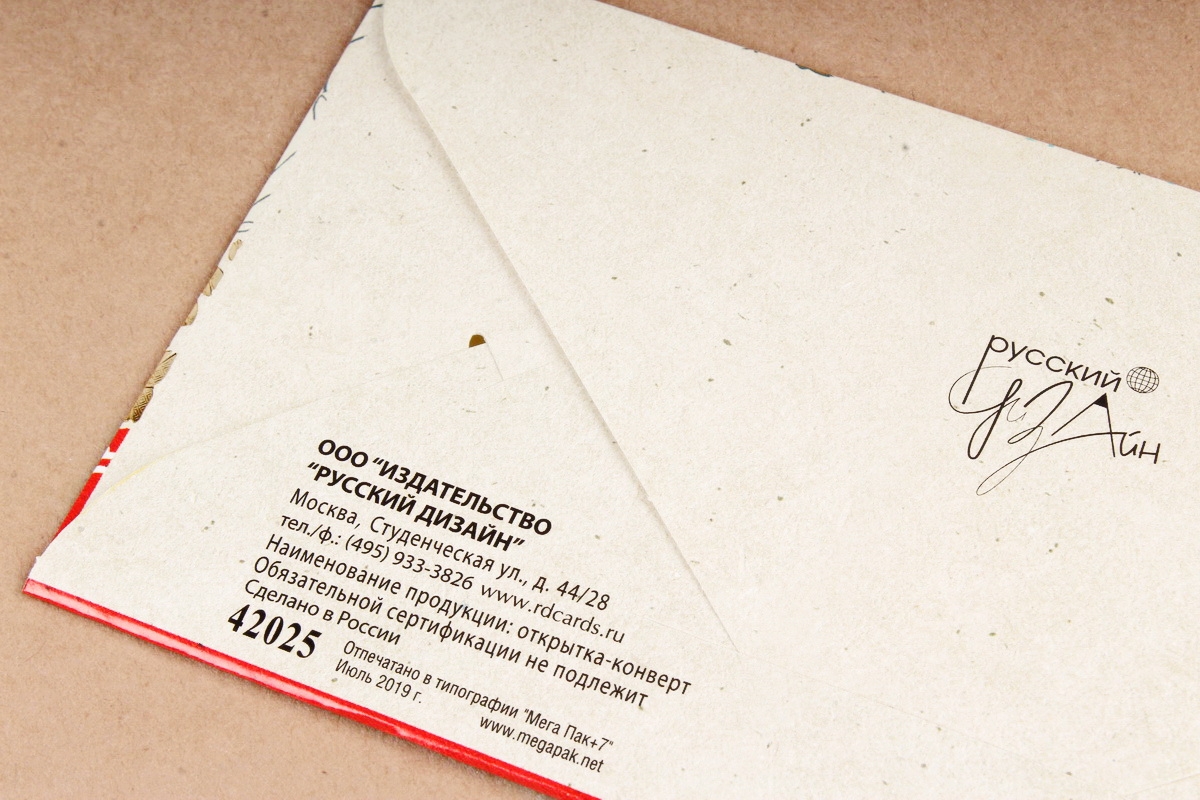 ООО “ИЗДАТЕЛЬСТВО
“РУССКИЙ ДИЗАЙН”
Москва, Студенческая ул., д. 44/28
тел./ф.: (495) 933-3826 www.rdcards.ru
Наименование продукции: открытка-конверт
Обязательной сертификации не подлежит
Сделано в России
42025
Отпечатано в типографии "Мега Пак+7"
Июль 2019 г.
www.megapak.net
русский
дизАйн